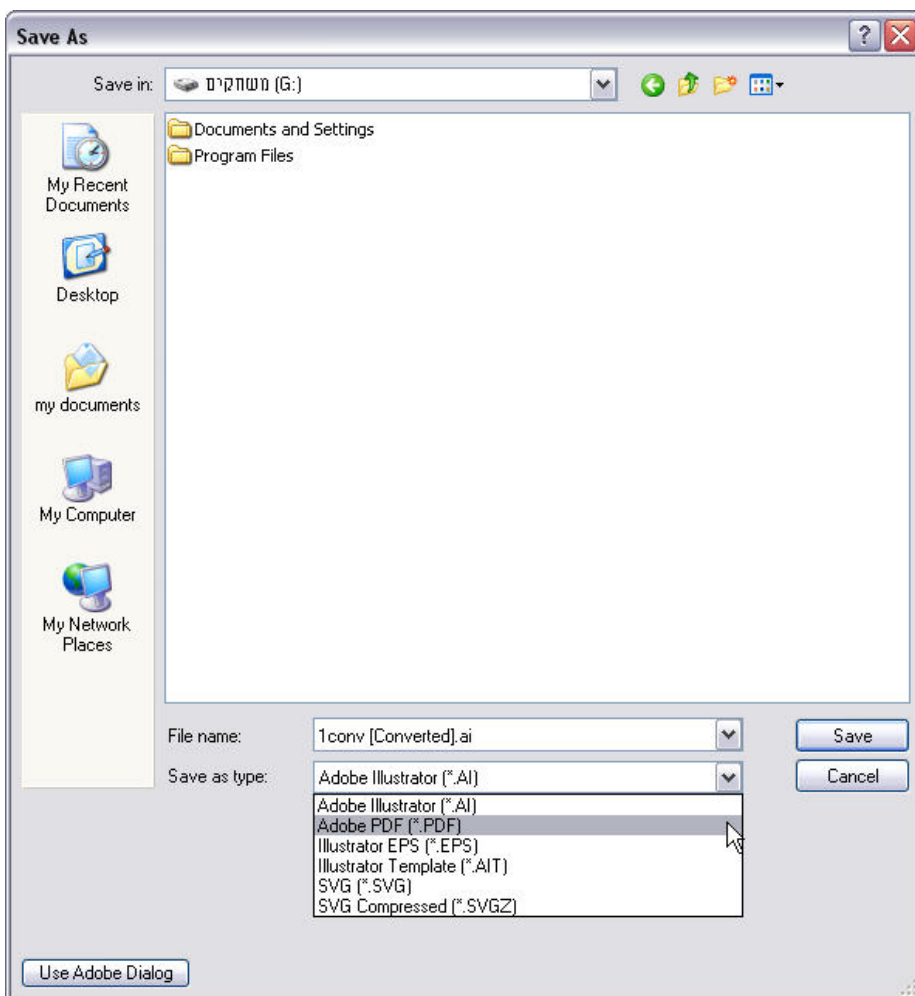 Save As
Save in:
משחקים (G:)
Documents and Settings
Program Files
My Recent
Documents
Desktop
my documents
My Computer
My Network
Places
File name:
1conv [Converted].ai
Save
Save as type:
Adobe Illustrator (*.AI)
Cancel
Adobe Illustrator (*.AI)
Adobe PDF (*.PDF)
Illustrator EPS (*.EPS)
Illustrator Template (*.AIT)
SVG (*.SVG)
SVG Compressed (*.SVGZ)
Use Adobe Dialog